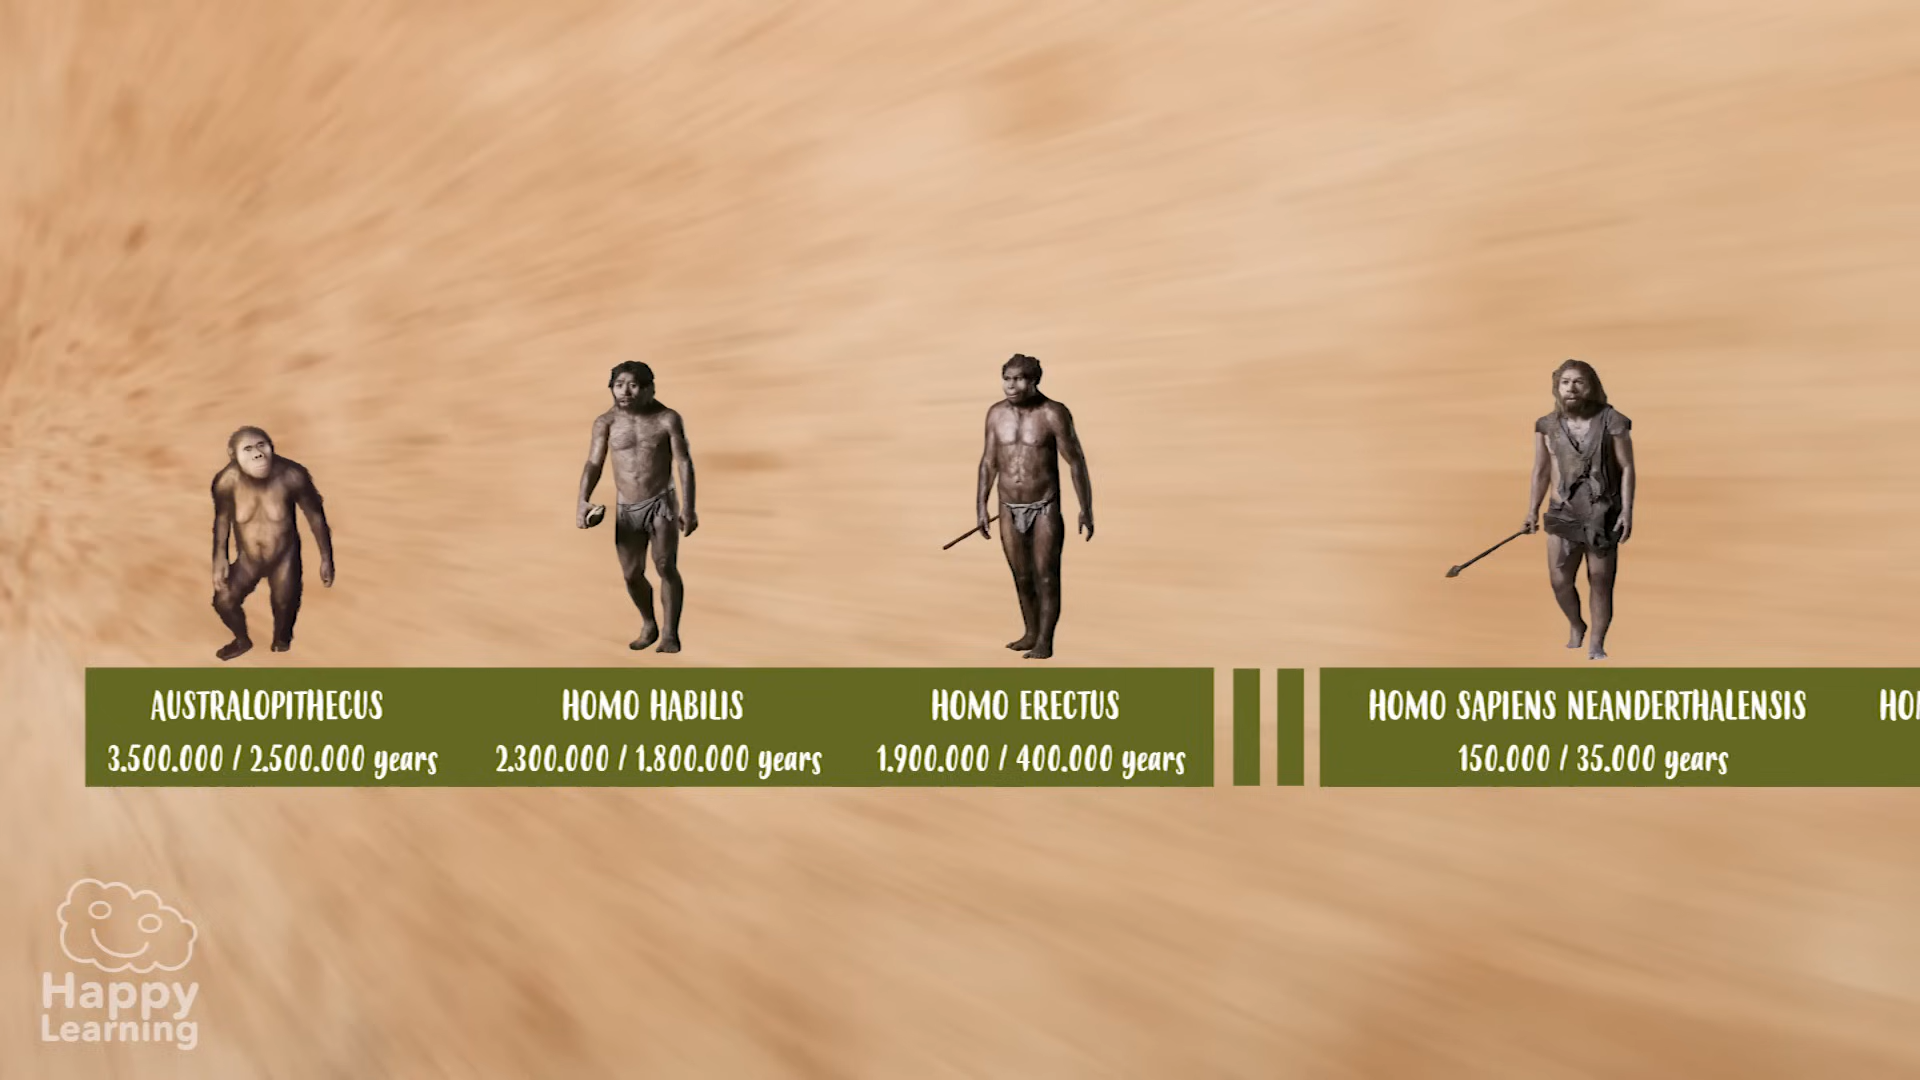 AUSTRALOPITHECUS
3.500.000 / 2.500.000 years
HOMO HABILIS
2.300.000 / 1.800.000 years
HOMO ERECTUS
1.900.000 / 400.000 years
HOMO SAPIENS NEANDERTHALENSIS
150.000 / 35.000 years
Happy
Learning